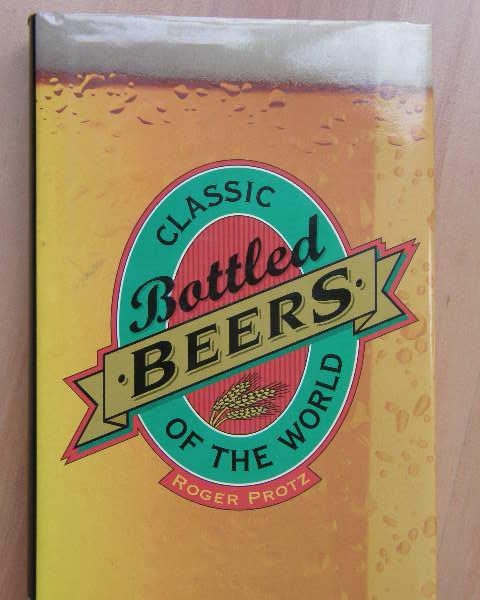 CLASSIC
Bottled
BEERS
OF THE WORLD
ROGER PROTZ